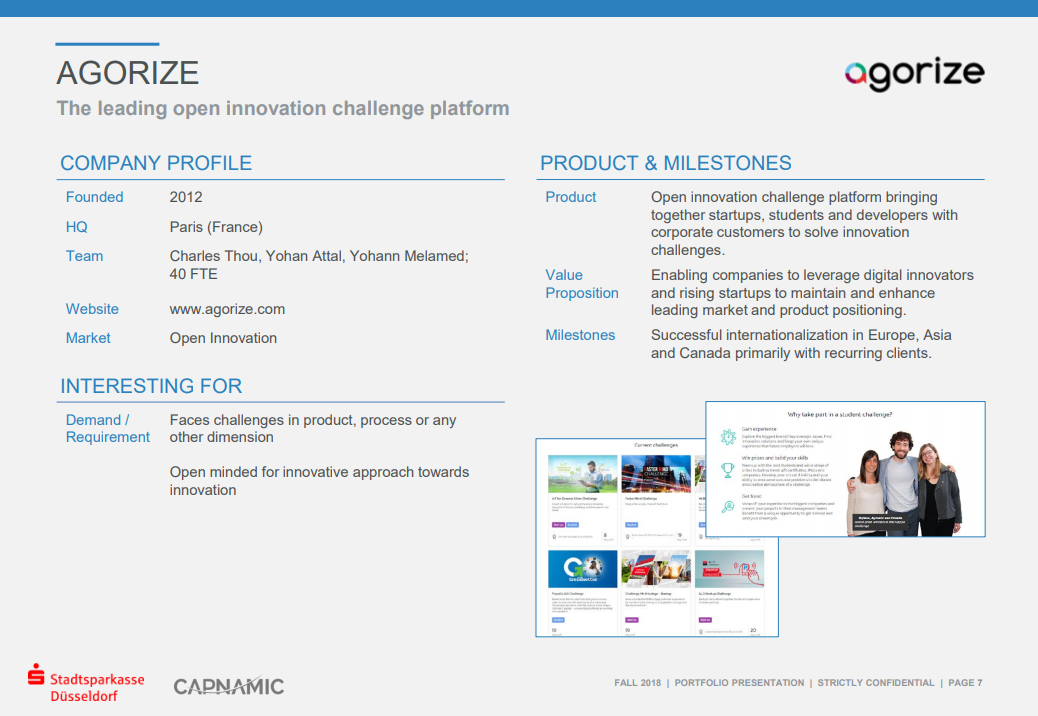 AGORIZE
The leading open innovation challenge platform
agorize
COMPANY PROFILE
Founded 2012
HQ Paris (France)
Team Charles Thou, Yohan Attal, Yohann Melamed;
40 FTE
Website www.agorize.com
Market Open Innovation
INTERESTING FOR
Demand / Faces challenges in product, process or any
Requirement other dimension
Open minded for innovative approach towards
innovation
PRODUCT & MILESTONES
Product Open innovation challenge platform bringing
together startups, students and developers with
corporate customers to solve innovation
challenges.
Value Enabling companies to leverage digital innovators
Proposition and rising startups to maintain and enhance
leading market and product positioning.
Milestones Successful internationalization in Europe, Asia
and Canada primarily with recurring clients.
Current challenges
Why take part in a student challenge?
Gain experience
Win prizes and build your skills
Get hired
Stadtsparkasse
Düsseldorf
CAPNAMIC
FALL 2018 | PORTFOLIO PRESENTATION | STRICTLY CONFIDENTIAL | PAGE 7